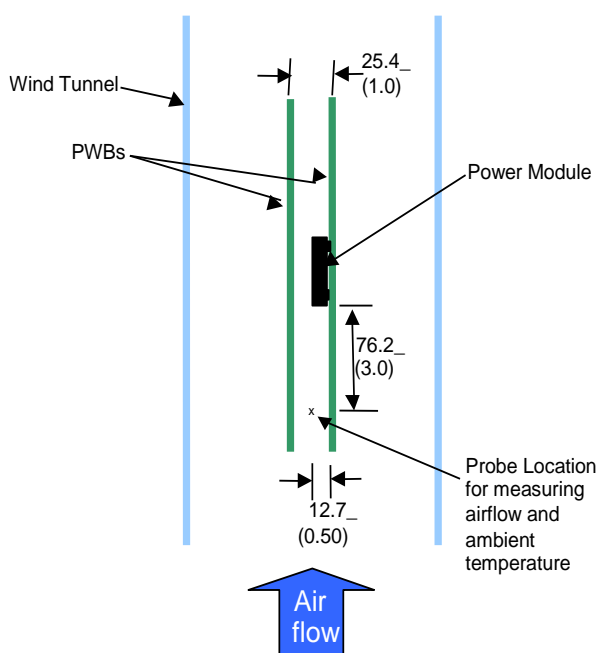 25.4_
(1.0)
Wind Tunnel
PWBs
Power Module
76.2_
(3.0)
x
Probe Location
for measuring
airflow and
ambient
temperature
12.7_
(0.50)
Air
flow